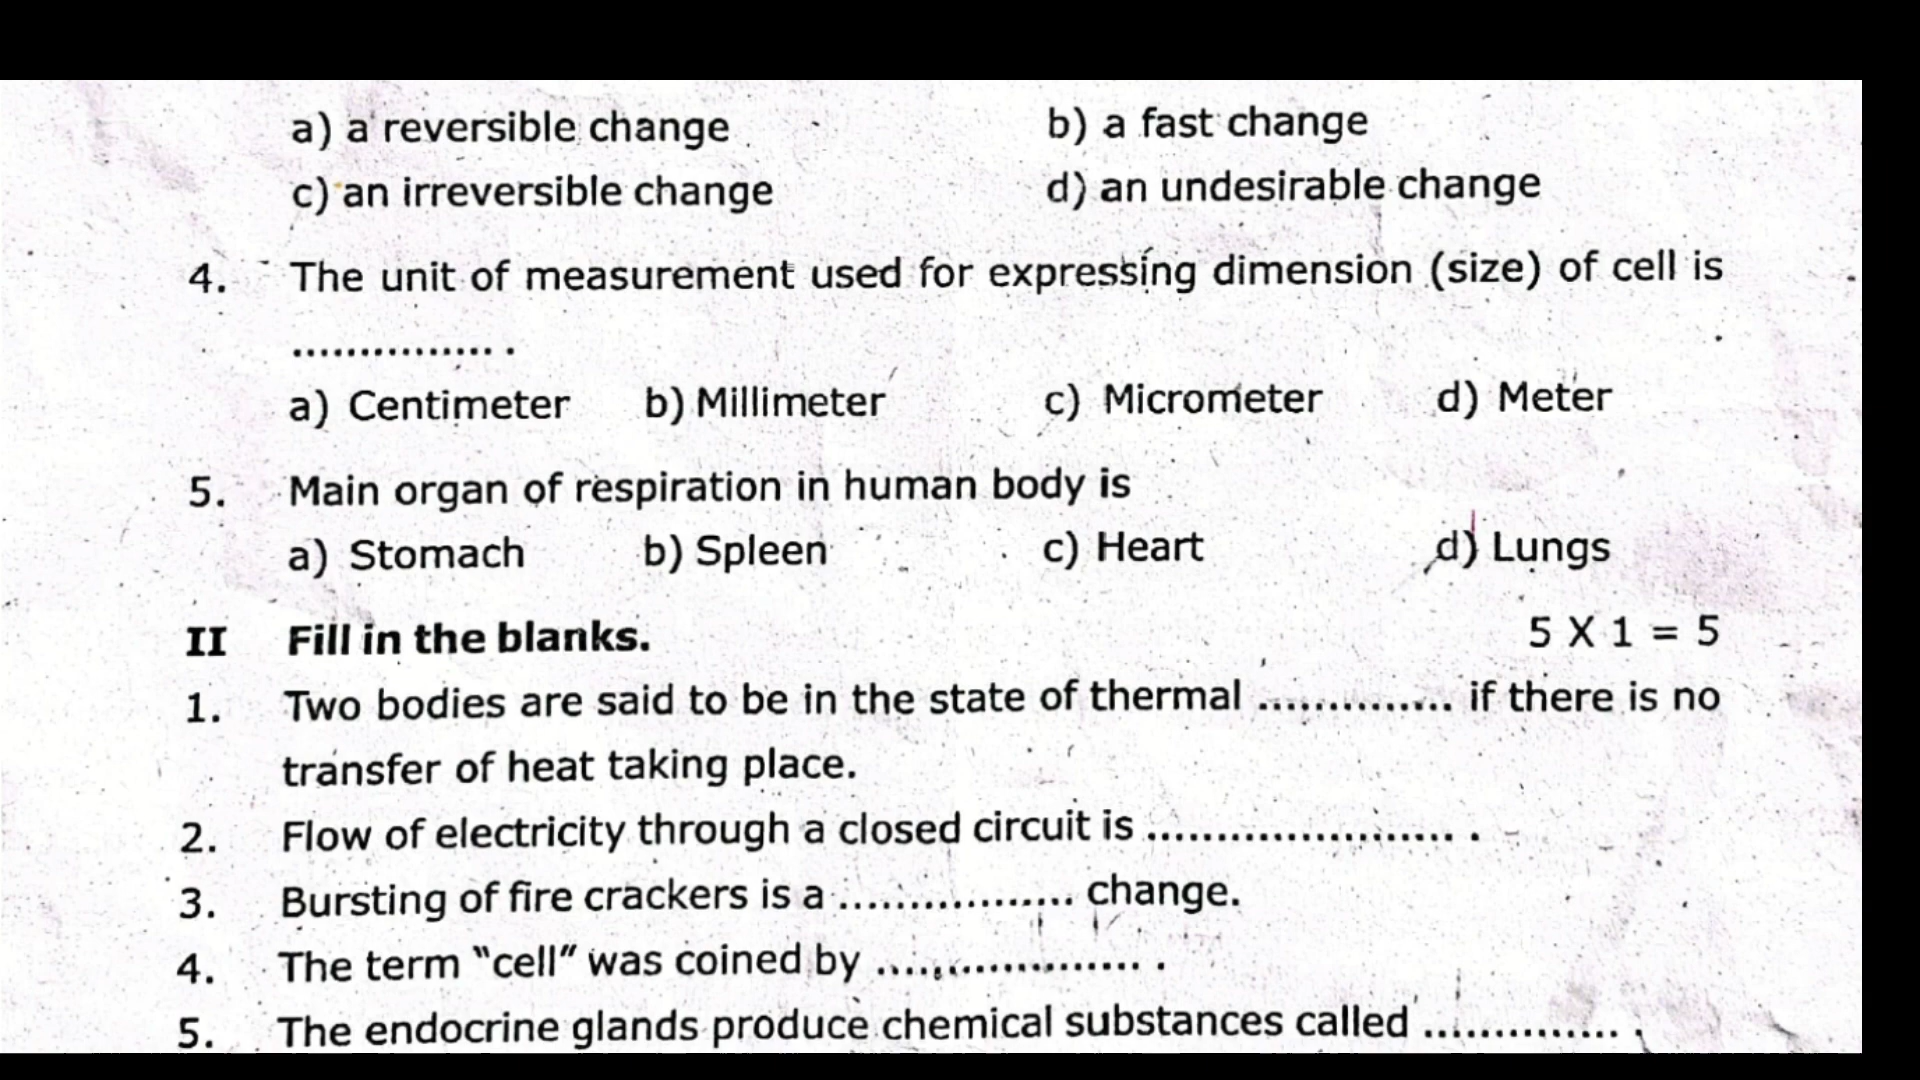 a) a reversible change b) a fast change
c) an irreversible change d) an undesirable change
4. The unit of measurement used for expressing dimension (size) of cell is
............... .
a) Centimeter b) Millimeter c) Micrometer d) Meter
5. Main organ of respiration in human body is
a) Stomach b) Spleen c) Heart d) Lungs
II Fill in the blanks. 5 X 1 = 5
1. Two bodies are said to be in the state of thermal .............. if there is no
transfer of heat taking place.
2. Flow of electricity through a closed circuit is ...................... .
3. Bursting of fire crackers is a ................. change.
4. The term "cell" was coined by ................... .
5. The endocrine glands produce chemical substances called .............. .